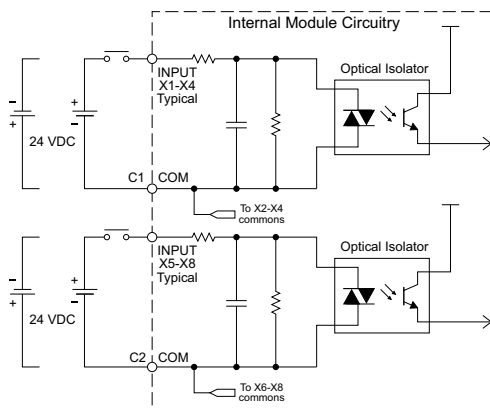 Internal Module Circuitry
INPUT
X1-X4
Typical
Optical Isolator
-
+
+
-
24 VDC
C1
COM
To X2-X4
commons
INPUT
X5-X8
Typical
Optical Isolator
-
+
+
-
24 VDC
C2
COM
To X6-X8
commons